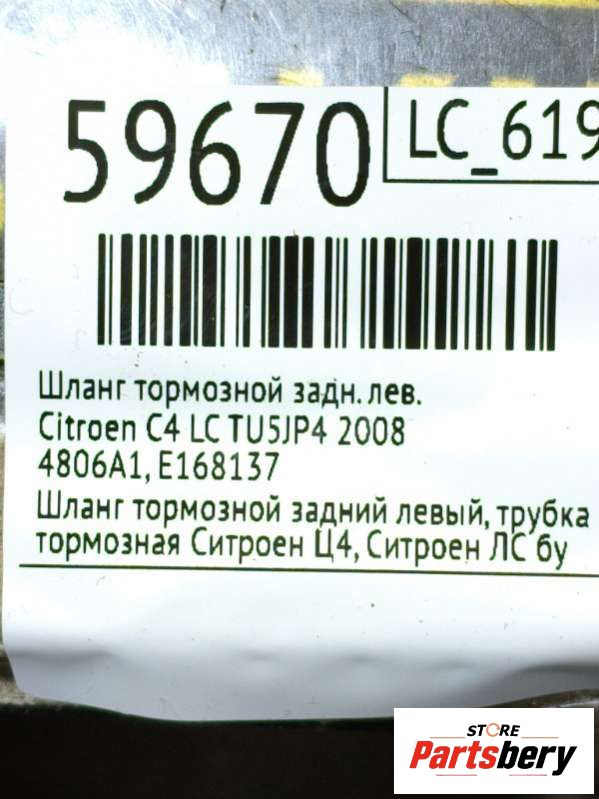 59670
LC_619
Шланг тормозной задн. лев.
Citroen C4 LC TU5JP4 2008
4806A1, E168137
Шланг тормозной задний левый, трубка
тормозная Ситроен Ц4, Ситроен ЛС бу
STORE
Partsbery